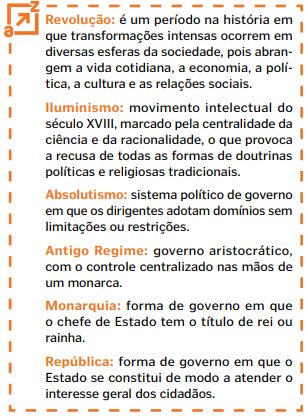 a z
Revolução: é um período na história em
que transformações intensas ocorrem em
diversas esferas da sociedade, pois abran-
gem a vida cotidiana, a economia, a polí-
tica, a cultura e as relações sociais.
Iluminismo: movimento intelectual do
século XVIII, marcado pela centralidade da
ciência e da racionalidade, o que provoca
a recusa de todas as formas de doutrinas
políticas e religiosas tradicionais.
Absolutismo: sistema político de governo
em que os dirigentes adotam domínios sem
limitações ou restrições.
Antigo Regime: governo aristocrático,
com o controle centralizado nas mãos de
um monarca.
Monarquia: forma de governo em que
o chefe de Estado tem o título de rei ou
rainha.
República: forma de governo em que o
Estado se constitui de modo a atender o
interesse geral dos cidadãos.